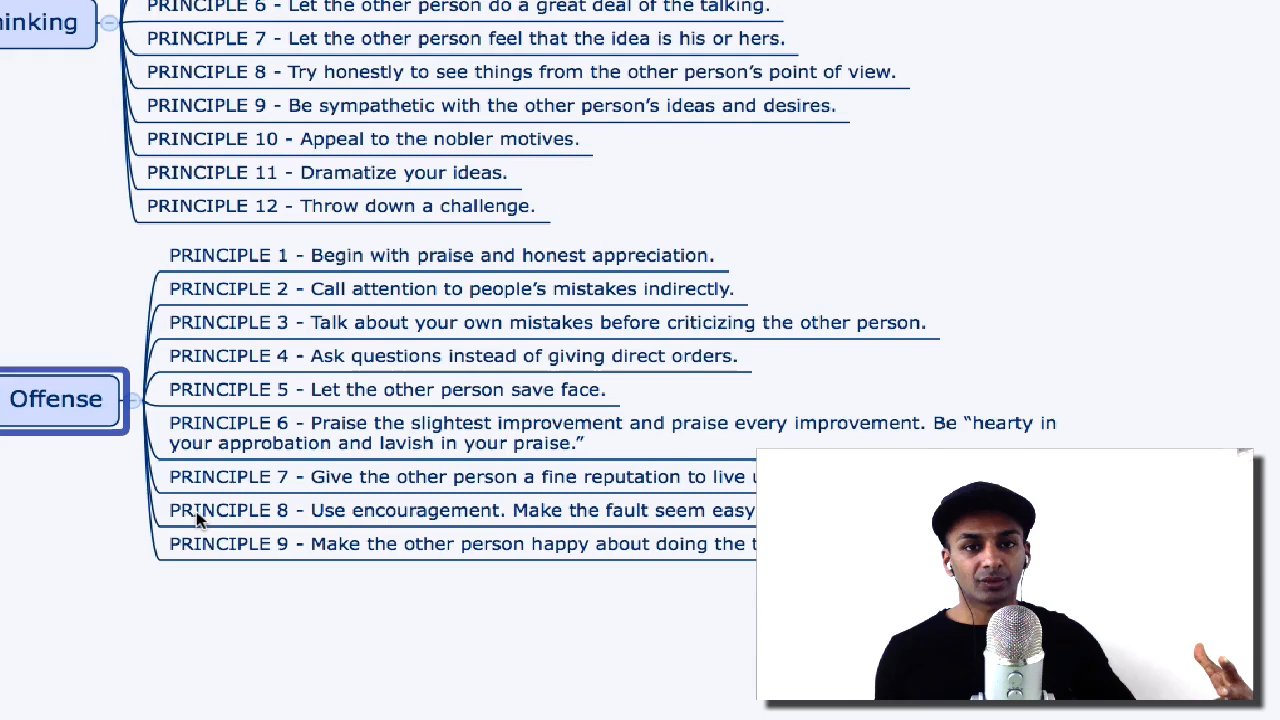 PRINCIPLE 6 - Let the other person do a great deal of the talking.
hinking
PRINCIPLE 7 - Let the other person feel that the idea is his or hers.
PRINCIPLE 8 - Try honestly to see things from the other person’s point of view.
PRINCIPLE 9 - Be sympathetic with the other person’s ideas and desires.
PRINCIPLE 10 - Appeal to the nobler motives.
PRINCIPLE 11 - Dramatize your ideas.
PRINCIPLE 12 - Throw down a challenge.
PRINCIPLE 1 - Begin with praise and honest appreciation.
PRINCIPLE 2 - Call attention to people’s mistakes indirectly.
PRINCIPLE 3 - Talk about your own mistakes before criticizing the other person.
PRINCIPLE 4 - Ask questions instead of giving direct orders.
Offense
PRINCIPLE 5 - Let the other person save face.
PRINCIPLE 6 - Praise the slightest improvement and praise every improvement. Be “hearty in
your approbation and lavish in your praise.”
PRINCIPLE 7 - Give the other person a fine reputation to live
PRINCIPLE 8 - Use encouragement. Make the fault seem easy
PRINCIPLE 9 - Make the other person happy about doing the